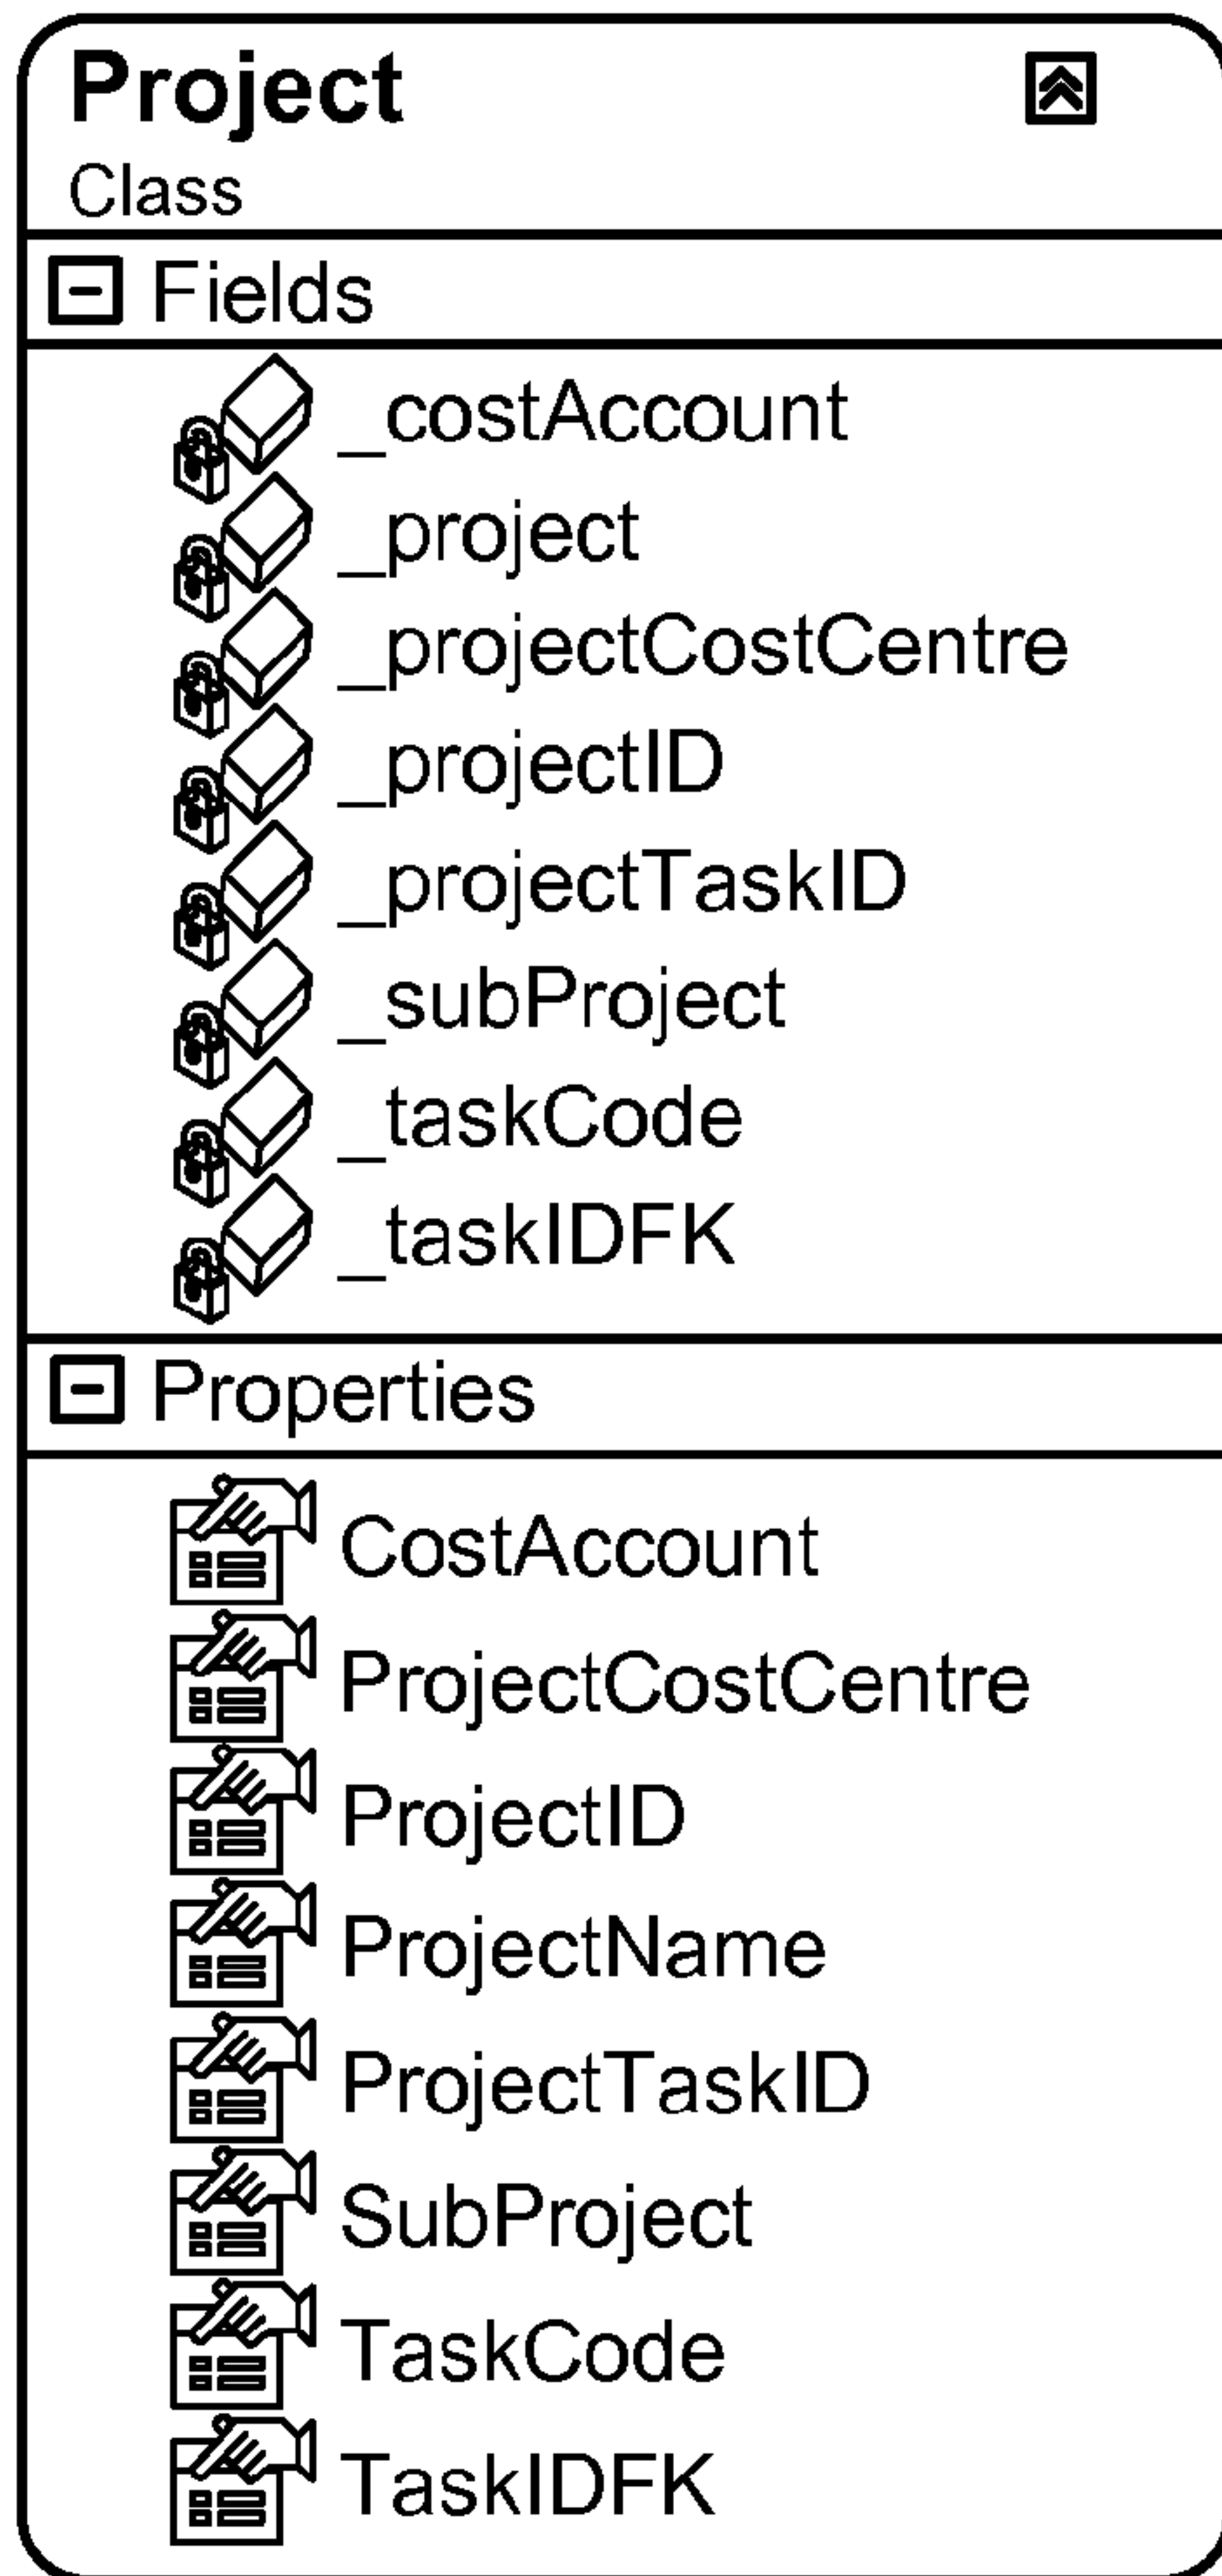 Project
Class
Fields
_costAccount
_project
_projectCostCentre
_projectID
_projectTaskID
_subProject
_taskCode
_taskIDFK
Properties
CostAccount
ProjectCostCentre
ProjectID
ProjectName
ProjectTaskID
SubProject
TaskCode
TaskIDFK